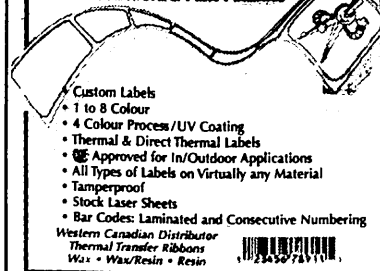 • Custom Labels
• 1 to 8 Colour
• 4 Colour Process/UV Coating
• Thermal & Direct Thermal Labels
• Approved for In/Outdoor Applications
• All Types of Labels on Virtually any Material
• Tamperproof
• Stock Laser Sheets
• Bar Codes: Laminated and Consecutive Numbering
Western Canadian Distributor
Thermal Transfer Ribbons
Wax • Wax/Resin • Resin